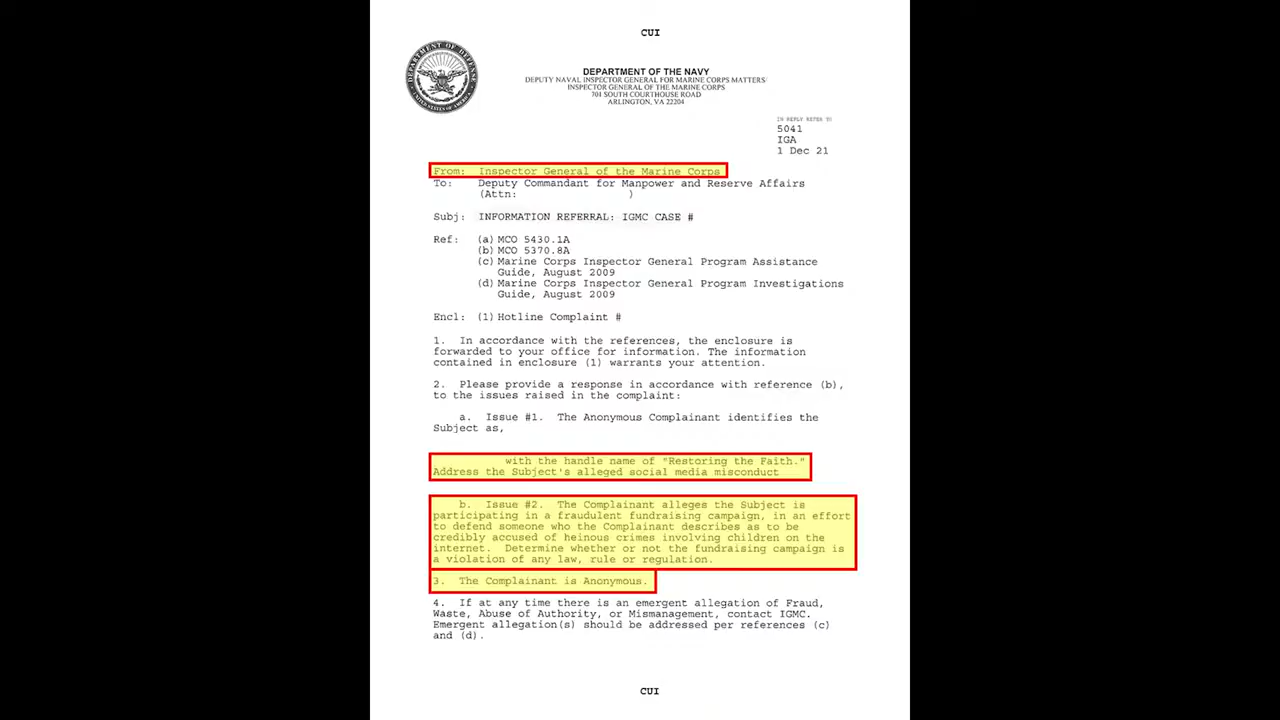 CUI
DEPARTMENT OF DEFENSE
UNITED STATES OF AMERICA
DEPARTMENT OF THE NAVY
DEPUTY NAVAL INSPECTOR GENERAL FOR MARINE CORPS MATTERS
INSPECTOR GENERAL OF THE MARINE CORPS
701 SOUTH COURTHOUSE ROAD
ARLINGTON, VA 22204
IN REPLY REFER TO
5041
IGA
1 Dec 21
From: Inspector General of the Marine Corps
To: Deputy Commandant for Manpower and Reserve Affairs
(Attn: )
Subj: INFORMATION REFERRAL: IGMC CASE #
Ref: (a) MCO 5430.1A
(b) MCO 5370.8A
(c) Marine Corps Inspector General Program Assistance
Guide, August 2009
(d) Marine Corps Inspector General Program Investigations
Guide, August 2009
Encl: (1) Hotline Complaint #
1. In accordance with the references, the enclosure is
forwarded to your office for information. The information
contained in enclosure (1) warrants your attention.
2. Please provide a response in accordance with reference (b),
to the issues raised in the complaint:
a. Issue #1. The Anonymous Complainant identifies the
Subject as,
with the handle name of "Restoring the Faith."
Address the Subject's alleged social media misconduct
b. Issue #2. The Complainant alleges the Subject is
participating in a fraudulent fundraising campaign, in an effort
to defend someone who the Complainant describes as to be
credibly accused of heinous crimes involving children on the
internet. Determine whether or not the fundraising campaign is
a violation of any law, rule or regulation.
3. The Complainant is Anonymous.
4. If at any time there is an emergent allegation of Fraud,
Waste, Abuse of Authority, or Mismanagement, contact IGMC.
Emergent allegation(s) should be addressed per references (c)
and (d).
CUI